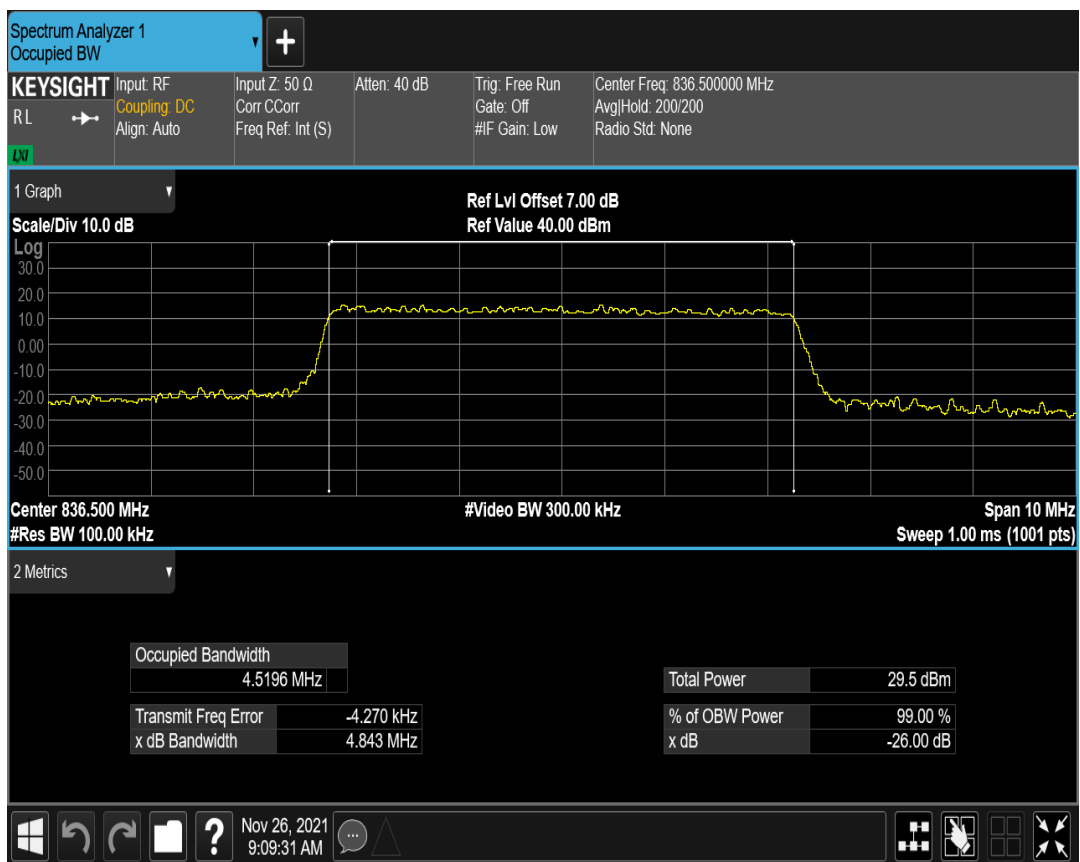 Spectrum Analyzer 1
Occupied BW
KEYSIGHT
R L
LXI
Input: RF
Coupling: DC
Align: Auto
Input Z: 50 Ω
Corr CCorr
Freq Ref: Int (S)
Atten: 40 dB
Trig: Free Run
Gate: Off
#IF Gain: Low
Center Freq: 836.500000 MHz
Avg|Hold: 200/200
Radio Std: None
1 Graph
Ref Lvl Offset 7.00 dB
Scale/Div 10.0 dB
Ref Value 40.00 dBm
Log
30.0
20.0
10.0
0.00
-10.0
-20.0
-30.0
-40.0
-50.0
Center 836.500 MHz
#Video BW 300.00 kHz
Span 10 MHz
#Res BW 100.00 kHz
Sweep 1.00 ms (1001 pts)
2 Metrics
Occupied Bandwidth
4.5196 MHz
Total Power 29.5 dBm
Transmit Freq Error -4.270 kHz
% of OBW Power 99.00 %
x dB Bandwidth 4.843 MHz
x dB -26.00 dB
?
Nov 26, 2021
9:09:31 AM